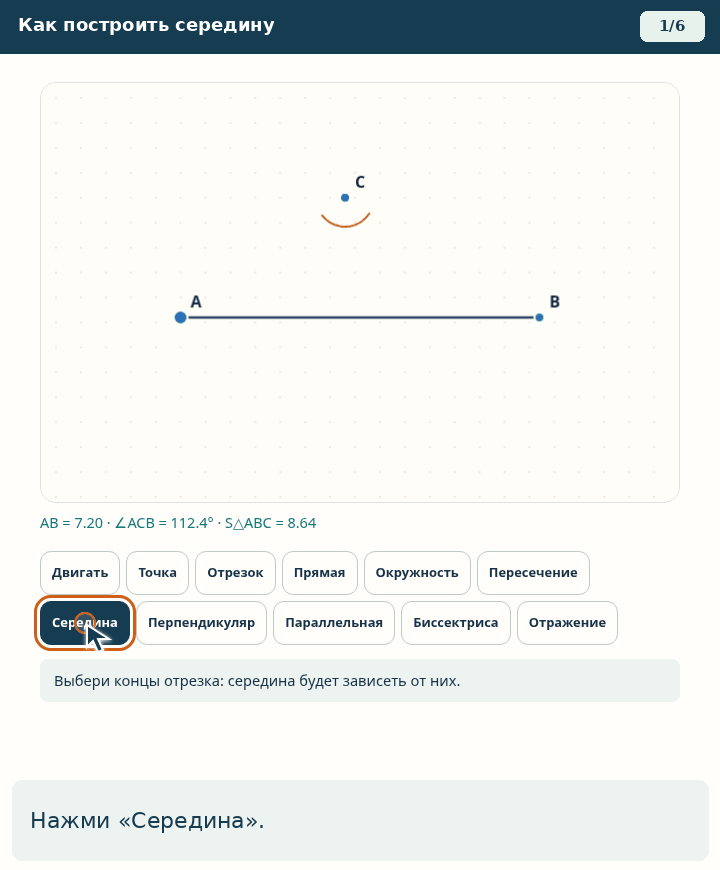 Как построить середину
1/6
C
A
B
AB = 7.20 · ∠ACB = 112.4° · S△ABC = 8.64
Двигать Точка Отрезок Прямая Окружность Пересечение
Середина Перпендикуляр Параллельная Биссектриса Отражение
Выбери концы отрезка: середина будет зависеть от них.
Нажми «Середина».